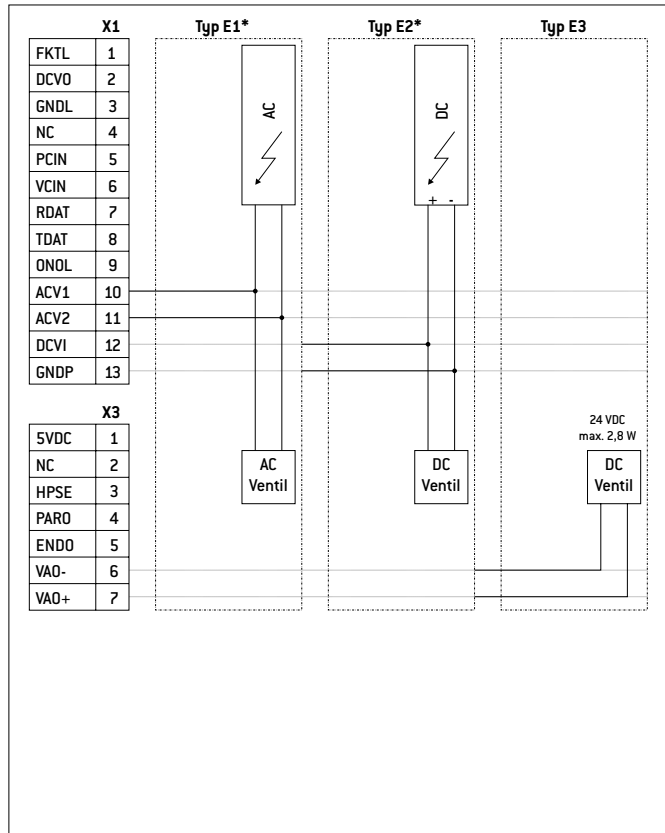 X1 Typ E1* Typ E2* Typ E3
FKTL 1
DCVO 2
GNDL 3
NC 4
PCIN 5
VCIN 6
RDAT 7
TDAT 8
ONOL 9
ACV1 10
ACV2 11
DCVI 12
GNDP 13
AC
DC
+ -
X3
5VDC 1
NC 2
HPSE 3
PARO 4
ENDO 5
VAO- 6
VAO+ 7
AC
Ventil
DC
Ventil
24 VDC
max. 2,8 W
DC
Ventil